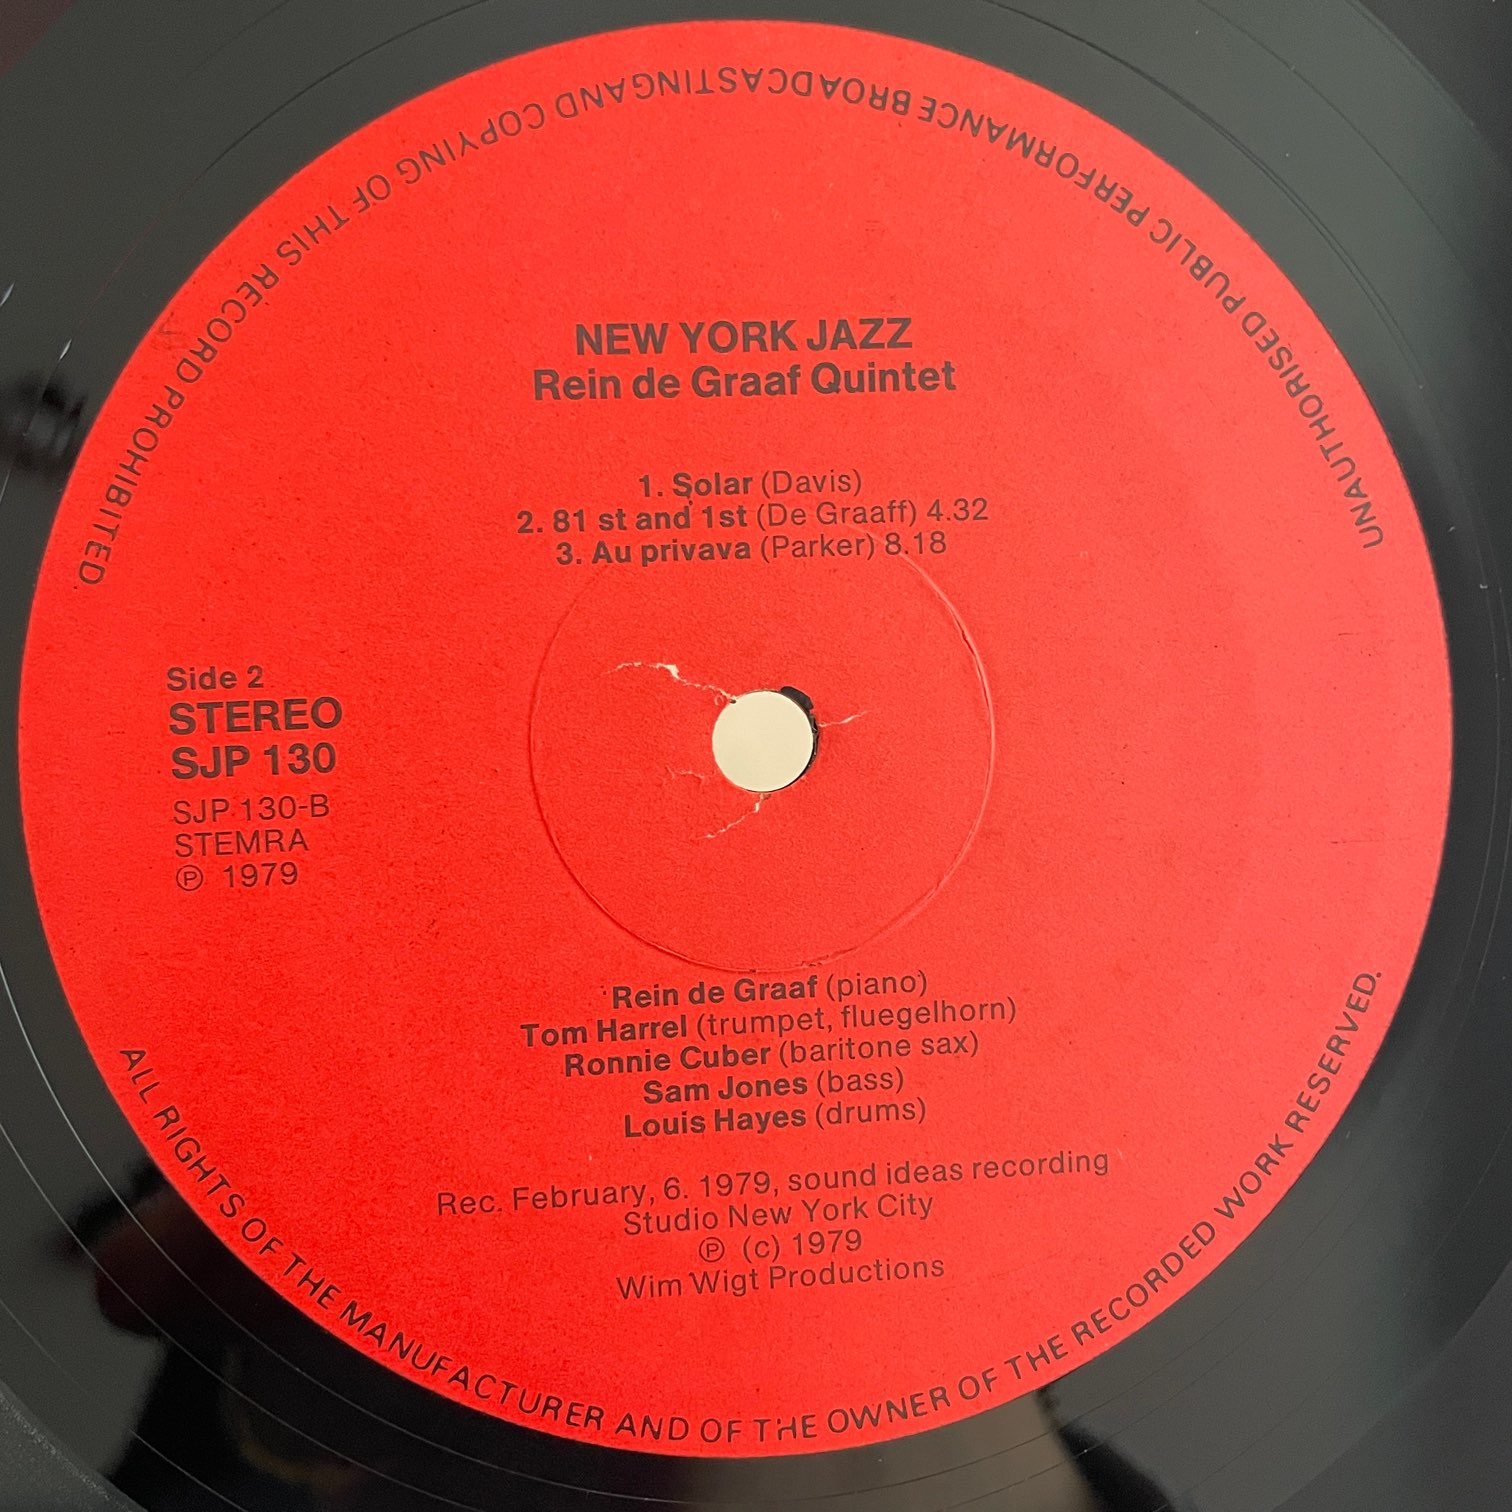 UNAUTHORISED PUBLIC PERFORMANCE BROADCASTING AND COPYING OF THIS RECORD PROHIBITED.
NEW YORK JAZZ
Rein de Graaf Quintet
1. Solar (Davis)
2. 81 st and 1st (De Graaff) 4.32
3. Au privava (Parker) 8.18
Side 2
STEREO
SJP 130
SJP 130-B
STEMRA
Ⓟ 1979
Rein de Graaf (piano)
Tom Harrel (trumpet, fluegelhorn)
Ronnie Cuber (baritone sax)
Sam Jones (bass)
Louis Hayes (drums)
Rec. February, 6. 1979, sound ideas recording
Studio New York City
Ⓟ (c) 1979
Wim Wigt Productions
ALL RIGHTS OF THE MANUFACTURER AND OF THE OWNER OF THE RECORDED WORK RESERVED.